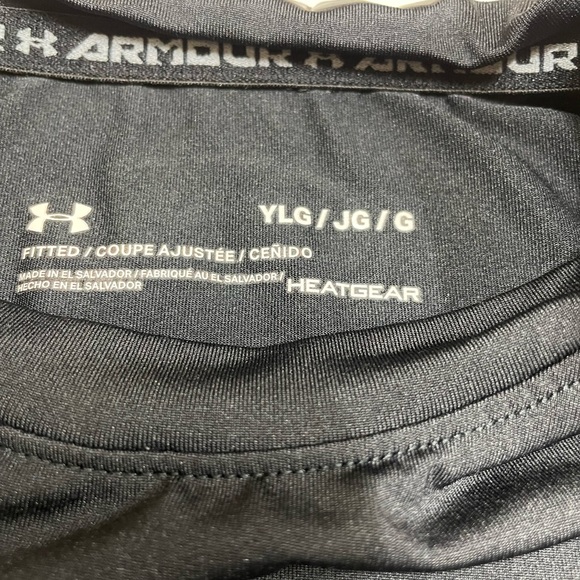 ARMOUR ARMOUR
YLG / JG / G
FITTED / COUPE AJUSTÉE / CEÑIDO
MADE IN EL SALVADOR / FABRIQUÉ AU EL SALVADOR /
HECHO EN EL SALVADOR
HEATGEAR